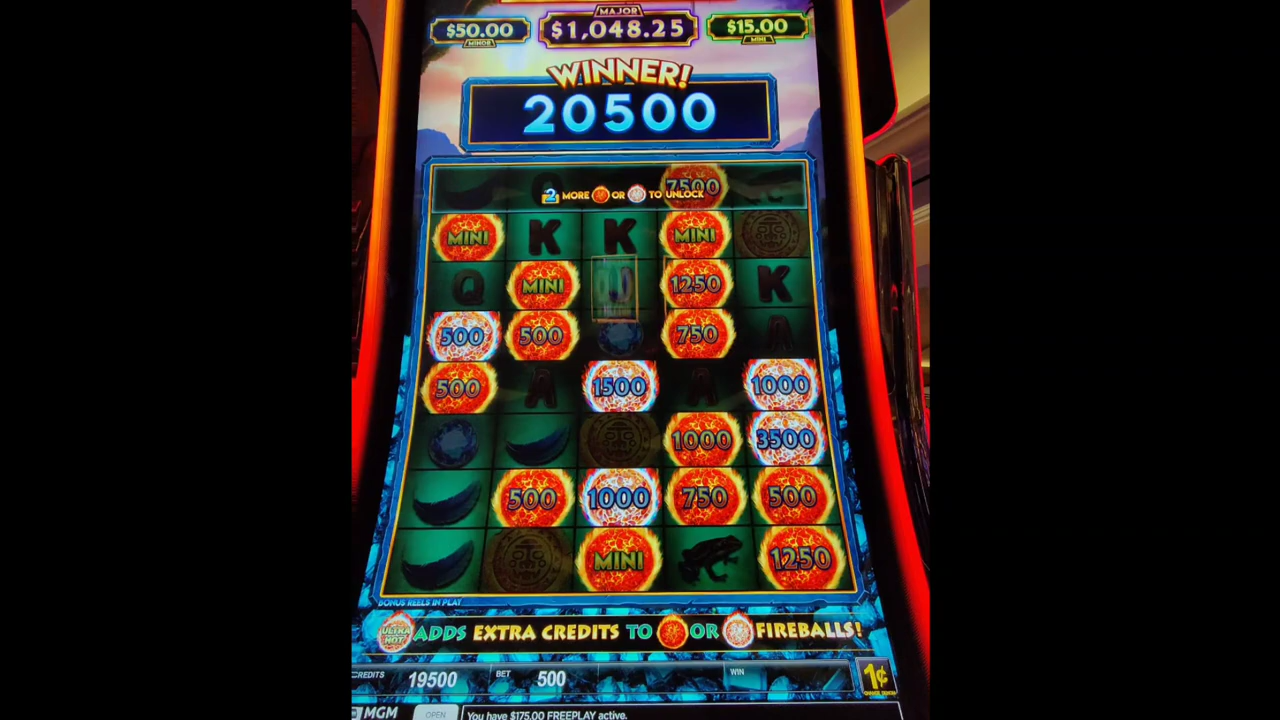 $50.00 MAJOR $1,048.25 $15.00
MINOR MINI
WINNER!
20500
7500
2 MORE OR TO UNLOCK
MINI K K MINI
Q MINI 1250 K
500 500 750 A
500 A 1500 A 1000
1000 3500
500 1000 750 500
MINI 1250
BONUS REELS IN PLAY
ULTRA HOT ADDS EXTRA CREDITS TO OR FIREBALLS!
CREDITS 19500 BET 500 WIN 1¢
MGM OPEN You have $175.00 FREEPLAY active.